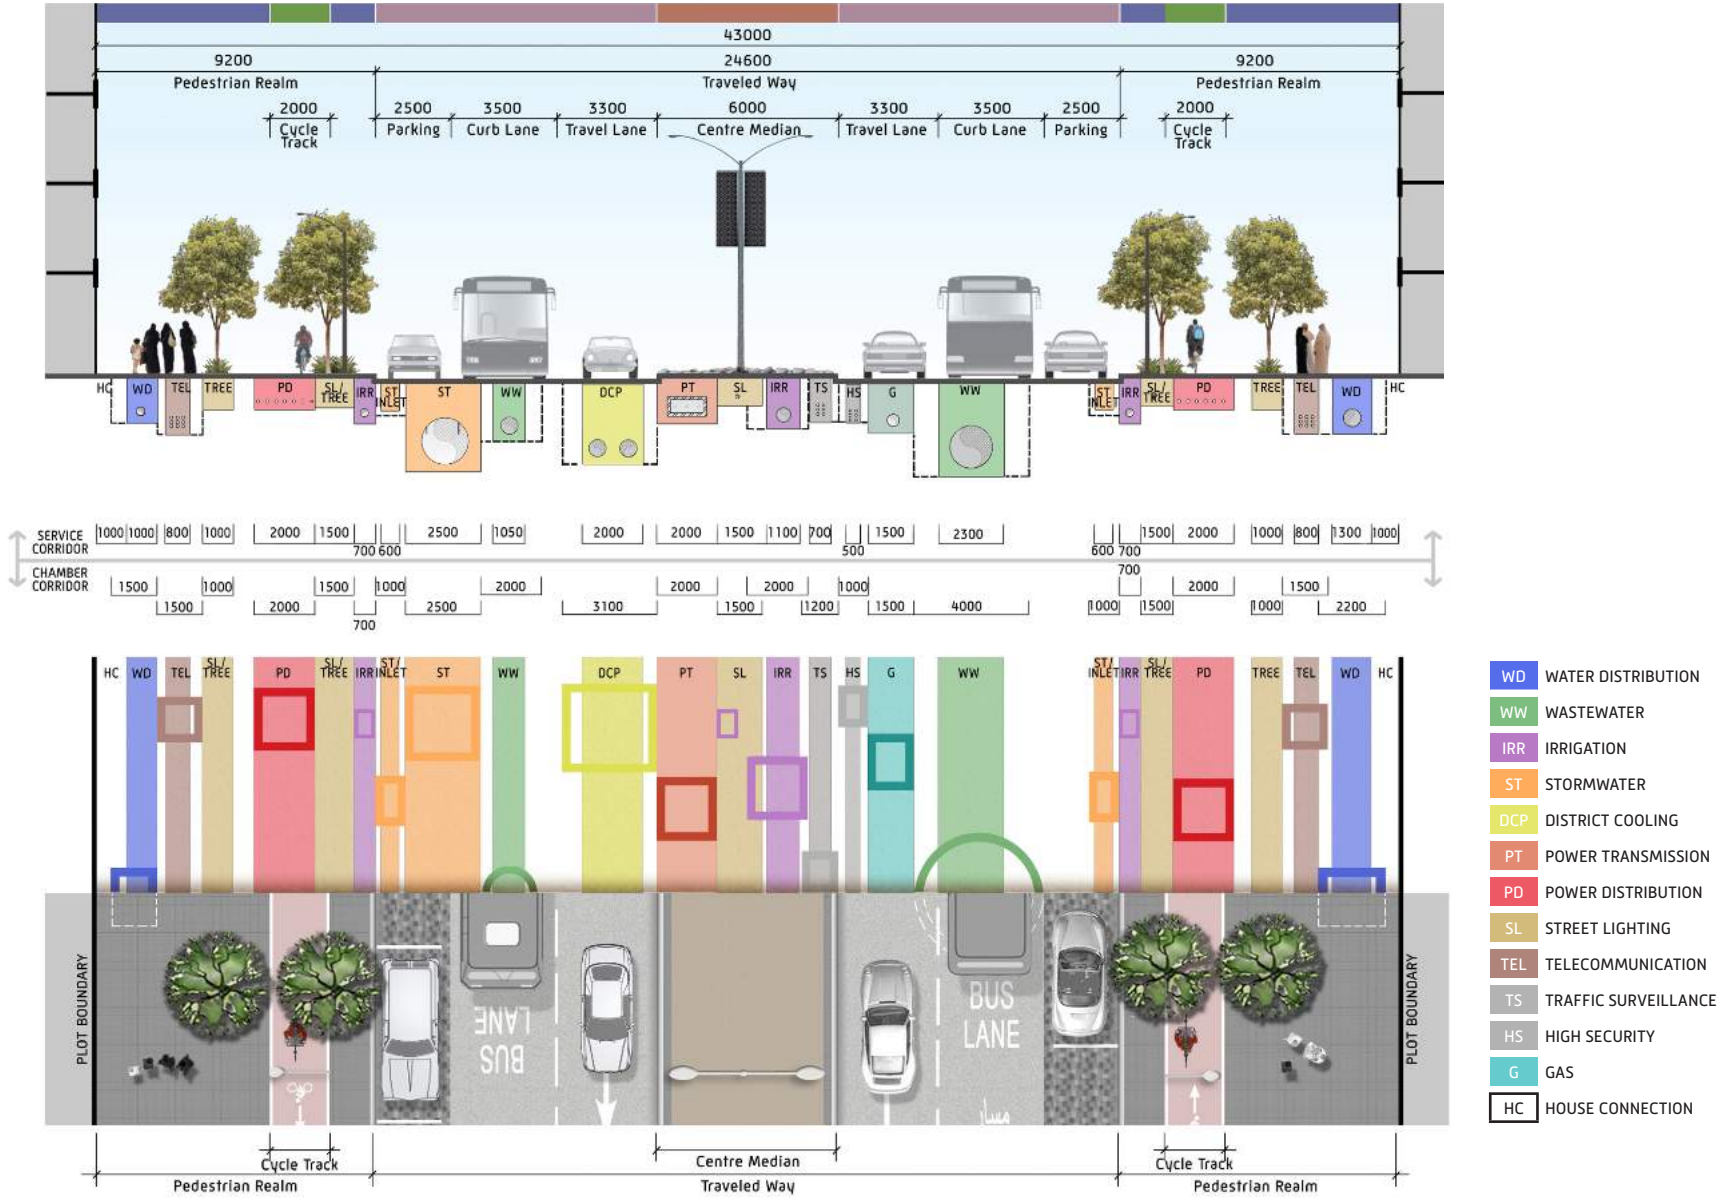 43000
9200 24600 9200
Pedestrian Realm Traveled Way Pedestrian Realm
2000 2500 3500 3300 6000 3300 3500 2500 2000
Cycle Track Parking Curb Lane Travel Lane Centre Median Travel Lane Curb Lane Parking Cycle Track
HC WD TEL TREE PD SL/TREE IRR ST INLET ST WW DCP PT SL IRR TS HS G WW ST INLET IRR SL/TREE PD TREE TEL WD HC
SERVICE CORRIDOR
1000 1000 800 1000 2000 1500 2500 1050 2000 2000 1500 1100 700 1500 2300 1500 2000 1000 800 1300 1000
700 600 500 600 700
CHAMBER CORRIDOR
700
1500 1000 1500 1000 2000 2000 2000 1000 2000 1500
1500 2000 2500 3100 1500 1200 1500 4000 1000 1500 1000 2200
700
HC WD TEL SL/TREE PD SL/TREE IRR ST/INLET ST WW DCP PT SL IRR TS HS G WW ST/INLET IRR SL/TREE PD TREE TEL WD HC
WD WATER DISTRIBUTION
WW WASTEWATER
IRR IRRIGATION
ST STORMWATER
DCP DISTRICT COOLING
PT POWER TRANSMISSION
PD POWER DISTRIBUTION
SL STREET LIGHTING
TEL TELECOMMUNICATION
TS TRAFFIC SURVEILLANCE
HS HIGH SECURITY
G GAS
HC HOUSE CONNECTION
PLOT BOUNDARY
BUS
LANE
BUS
LANE
مسار
PLOT BOUNDARY
Cycle Track Centre Median Cycle Track
Pedestrian Realm Traveled Way Pedestrian Realm